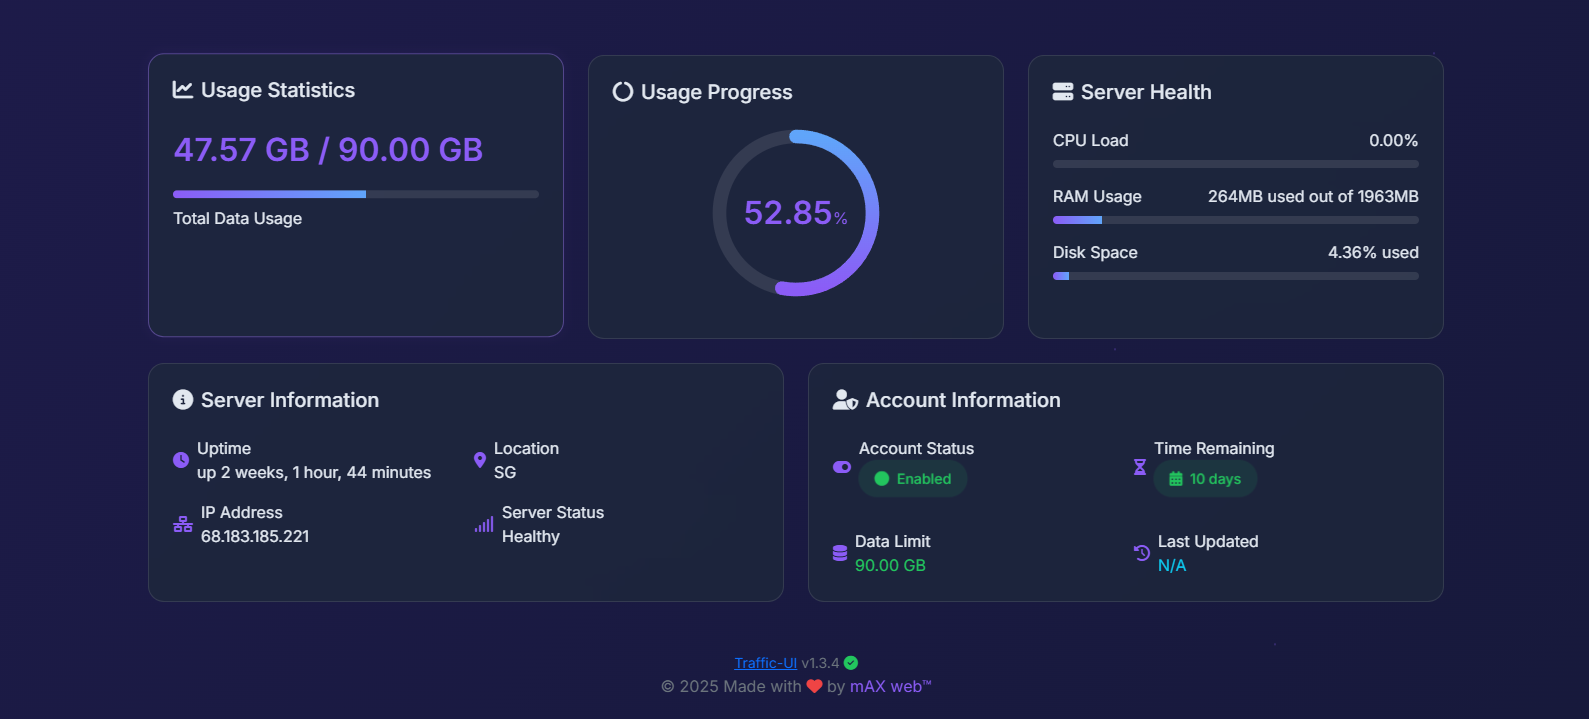 Usage Statistics
47.57 GB / 90.00 GB
Total Data Usage
Usage Progress
52.85%
Server Health
CPU Load 0.00%
RAM Usage 264MB used out of 1963MB
Disk Space 4.36% used
Server Information
Uptime
up 2 weeks, 1 hour, 44 minutes
Location
SG
IP Address
68.183.185.221
Server Status
Healthy
Account Information
Account Status
Enabled
Time Remaining
10 days
Data Limit
90.00 GB
Last Updated
N/A
Traffic-UI v1.3.4
© 2025 Made with ❤ by mAX web™